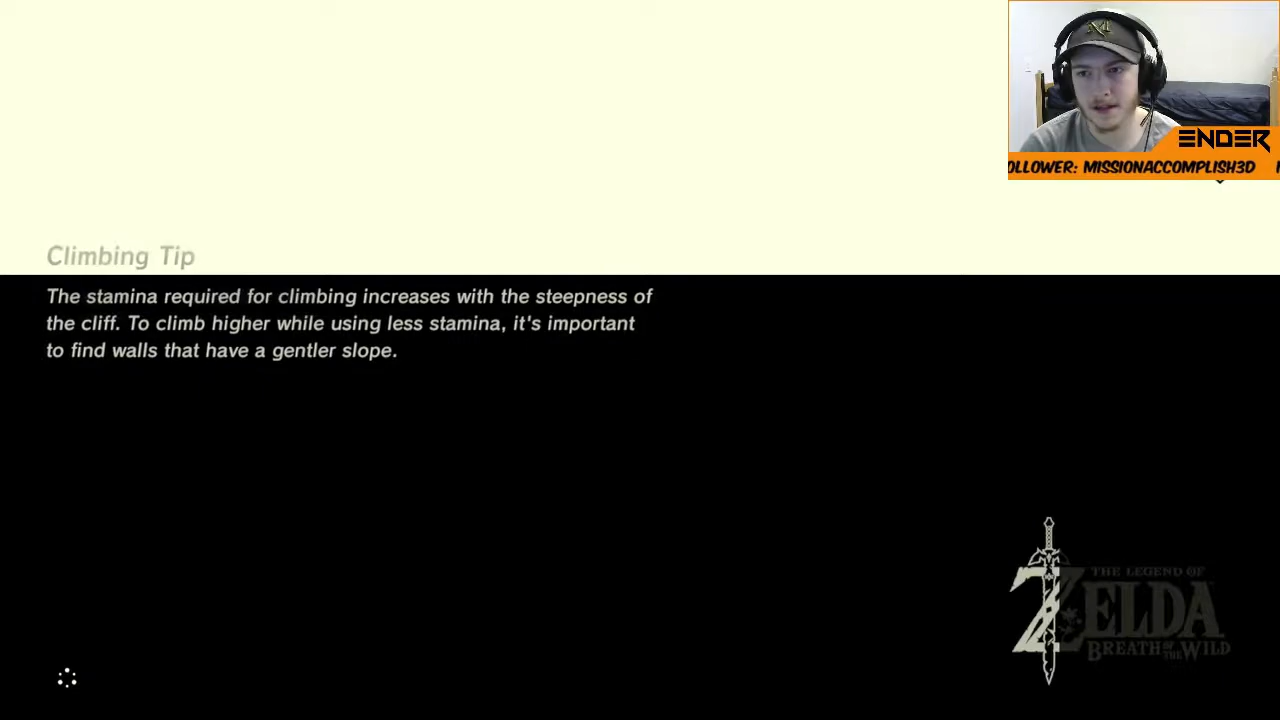 ENDER
OLLOWER: MISSIONACCOMPLISH3D
Climbing Tip
The stamina required for climbing increases with the steepness of
the cliff. To climb higher while using less stamina, it's important
to find walls that have a gentler slope.
THE LEGEND OF
ZELDA
BREATH OF THE WILD